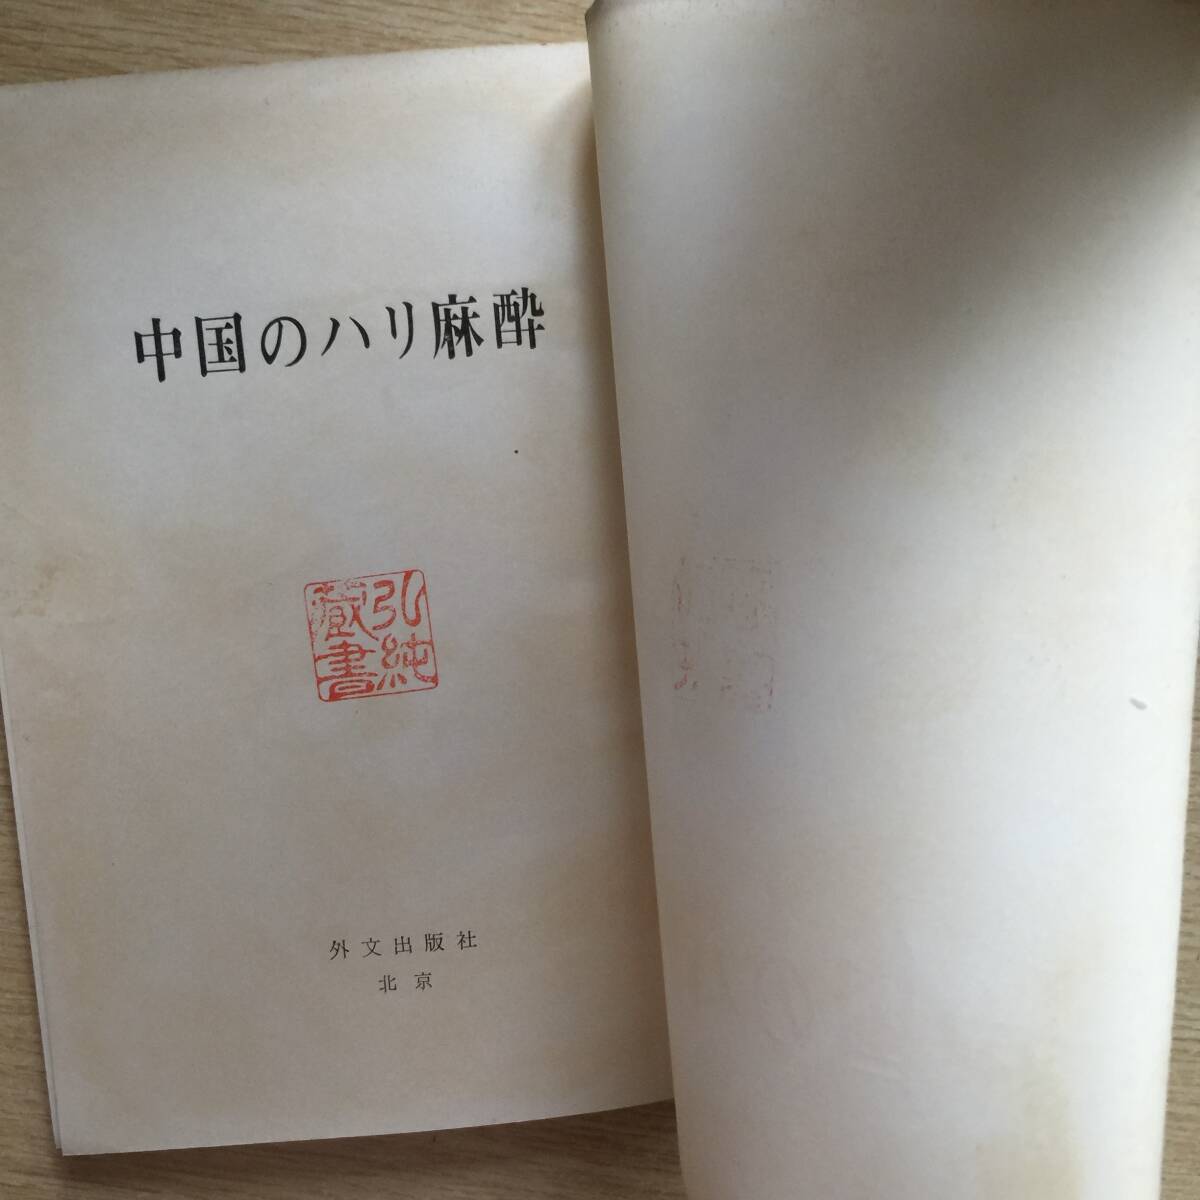 中国のハリ麻酔
弘純
蔵書
外文出版社
北京